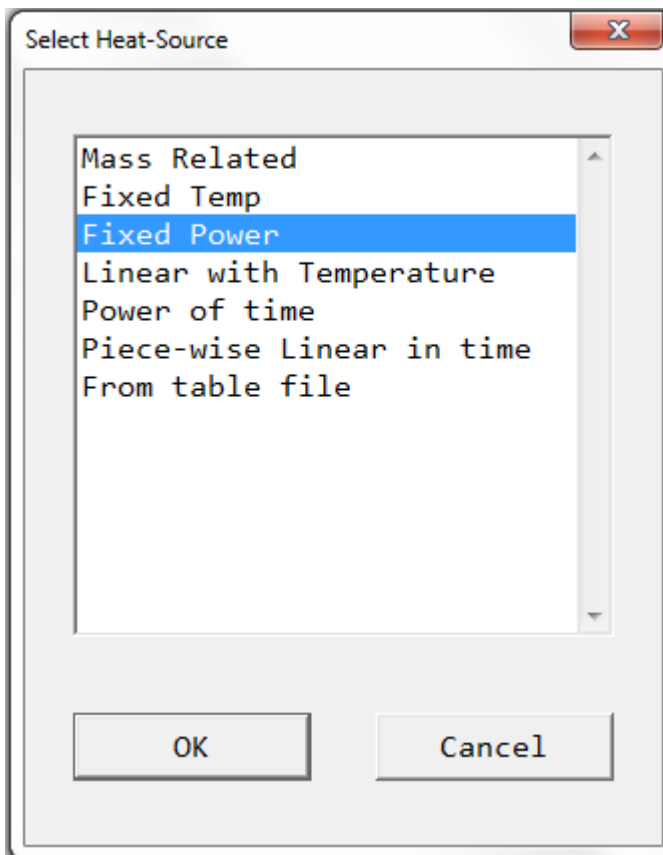 Select Heat-Source
Mass Related
Fixed Temp
Fixed Power
Linear with Temperature
Power of time
Piece-wise Linear in time
From table file
OK
Cancel